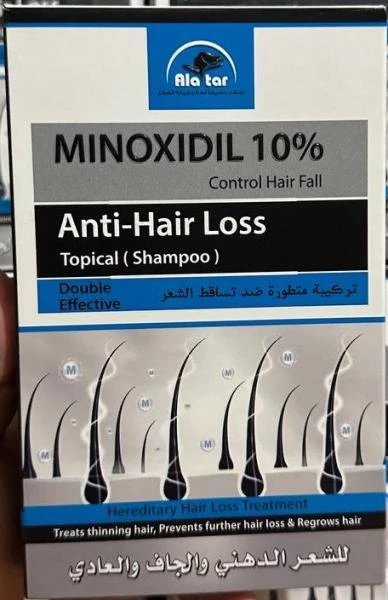 Ala tar
MINOXIDIL 10%
Control Hair Fall
Anti-Hair Loss
Topical ( Shampoo )
Double
Effective
تركيبة متطورة ضد تساقط الشعر
M
M
M
M
M
M
Hereditary Hair Loss Treatment
Treats thinning hair, Prevents further hair loss & Regrows hair
للشعر الدهني والجاف والعادي